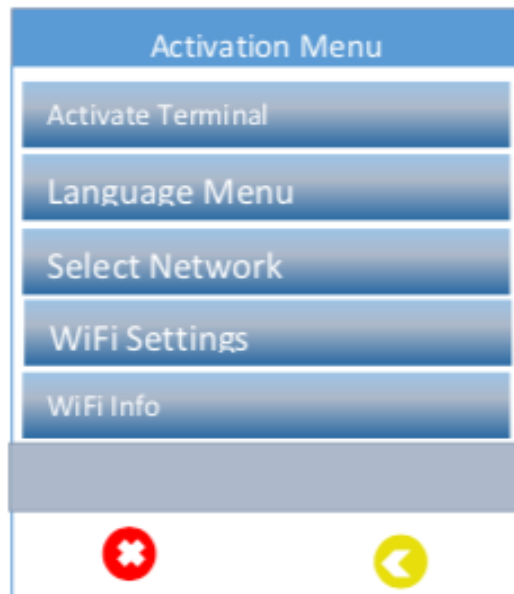 Activation Menu
Activate Terminal
Language Menu
Select Network
WiFi Settings
WiFi Info